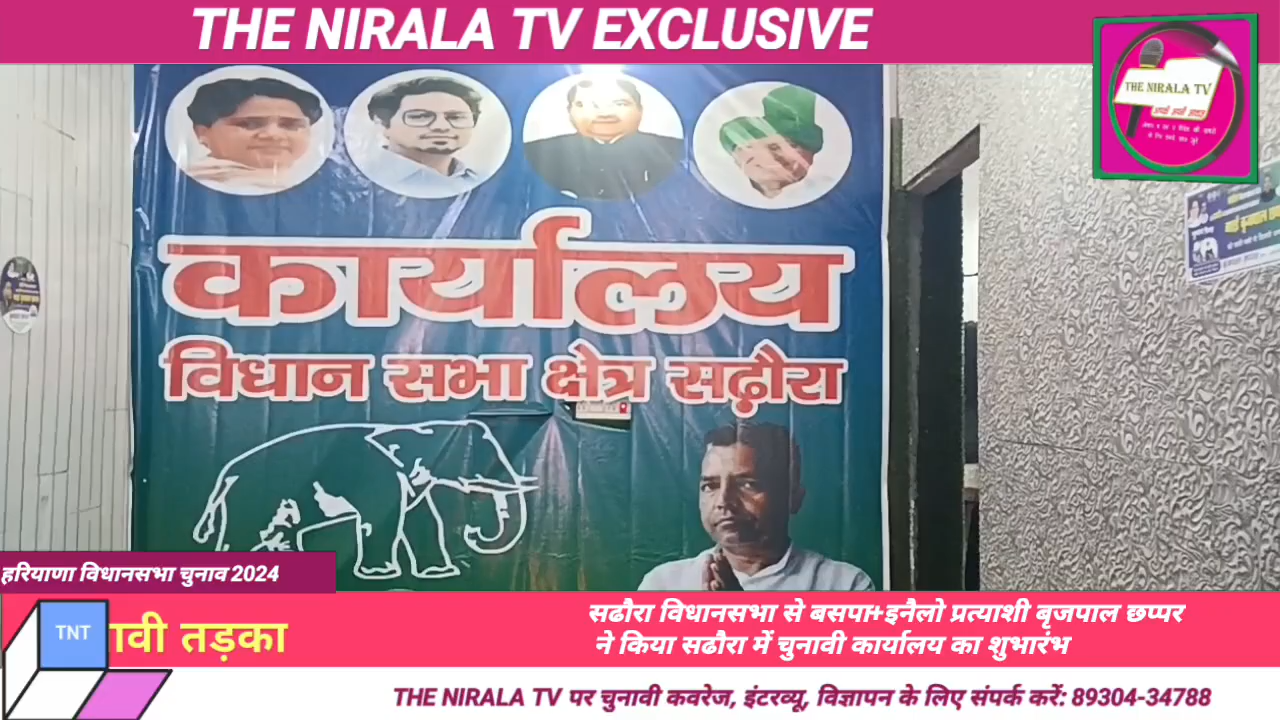 THE NIRALA TV EXCLUSIVE
THE NIRALA TV
कार्यालय
विधान सभा क्षेत्र सढ़ौरा
हरियाणा विधानसभा चुनाव 2024
TNT
ावी तड़का
सढौरा विधानसभा से बसपा+इनैलो प्रत्याशी बृजपाल छप्पर
ने किया सढौरा में चुनावी कार्यालय का शुभारंभ
THE NIRALA TV पर चुनावी कवरेज, इंटरव्यू, विज्ञापन के लिए संपर्क करें: 89304-34788